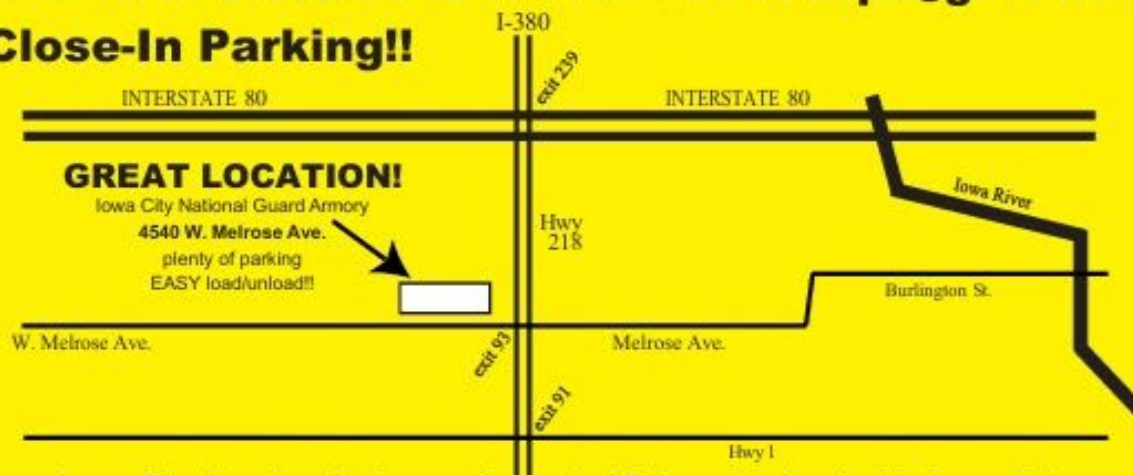 I-380
Close-In Parking!!
exit 239
INTERSTATE 80
INTERSTATE 80
GREAT LOCATION!
Iowa City National Guard Armory
4540 W. Melrose Ave.
plenty of parking
EASY load/unload!!
Iowa River
Hwy
218
Burlington St.
W. Melrose Ave.
exit 93
Melrose Ave.
exit 91
Hwy 1